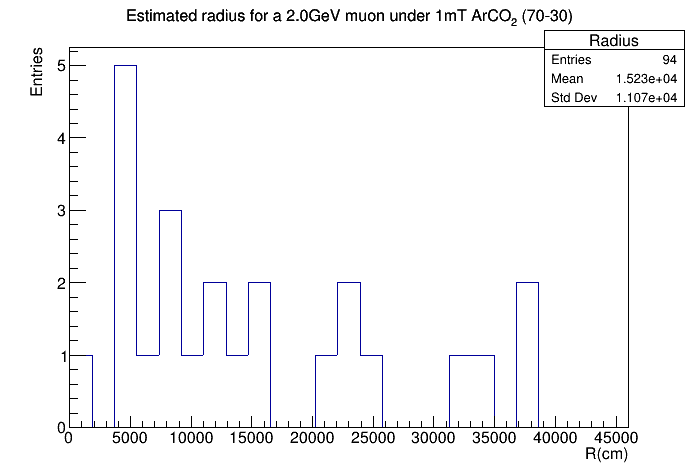 Estimated radius for a 2.0GeV muon under 1mT ArCO₂ (70-30)
Radius
Entries 94
Mean 1.523e+04
Std Dev 1.107e+04
Entries
5
4
3
2
1
0
0 5000 10000 15000 20000 25000 30000 35000 40000 45000
R(cm)